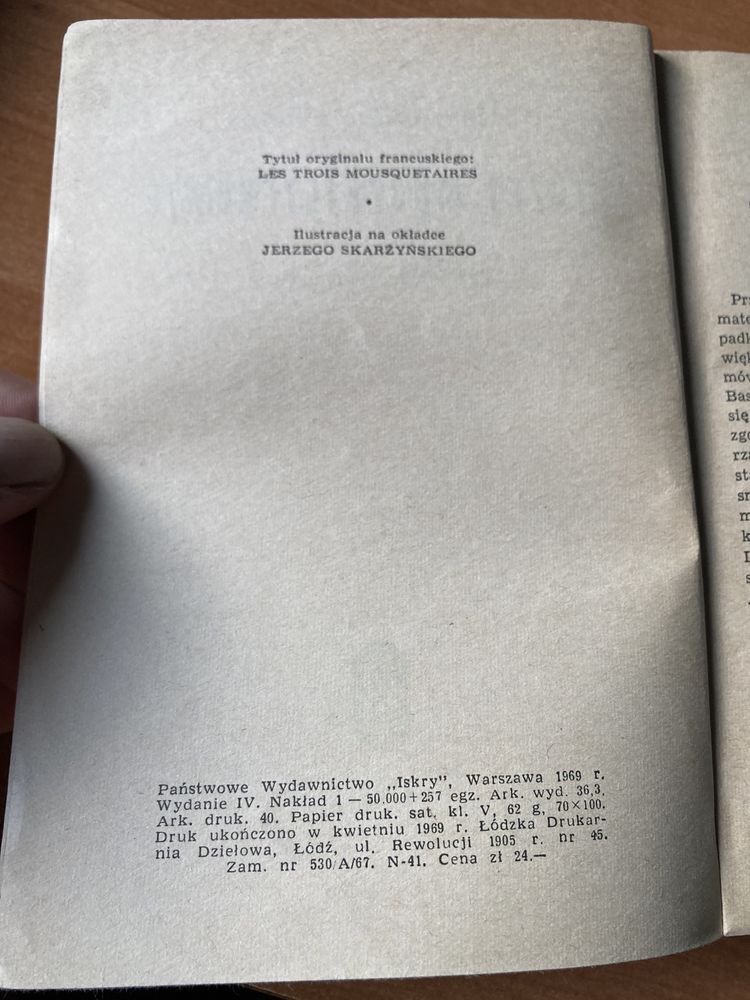 Tytuł oryginału francuskiego:
LES TROIS MOUSQUETAIRES
•
Ilustracja na okładce
JERZEGO SKARŻYŃSKIEGO
Państwowe Wydawnictwo „Iskry”, Warszawa 1969 r.
Wydanie IV. Nakład 1 — 50.000+257 egz. Ark. wyd. 36,3.
Ark. druk. 40. Papier druk. sat. kl. V, 62 g, 70×100.
Druk ukończono w kwietniu 1969 r. Łódzka Drukar-
nia Dziełowa, Łódź, ul. Rewolucji 1905 r. nr 45.
Zam. nr 530/A/67. N-41. Cena zł 24.—